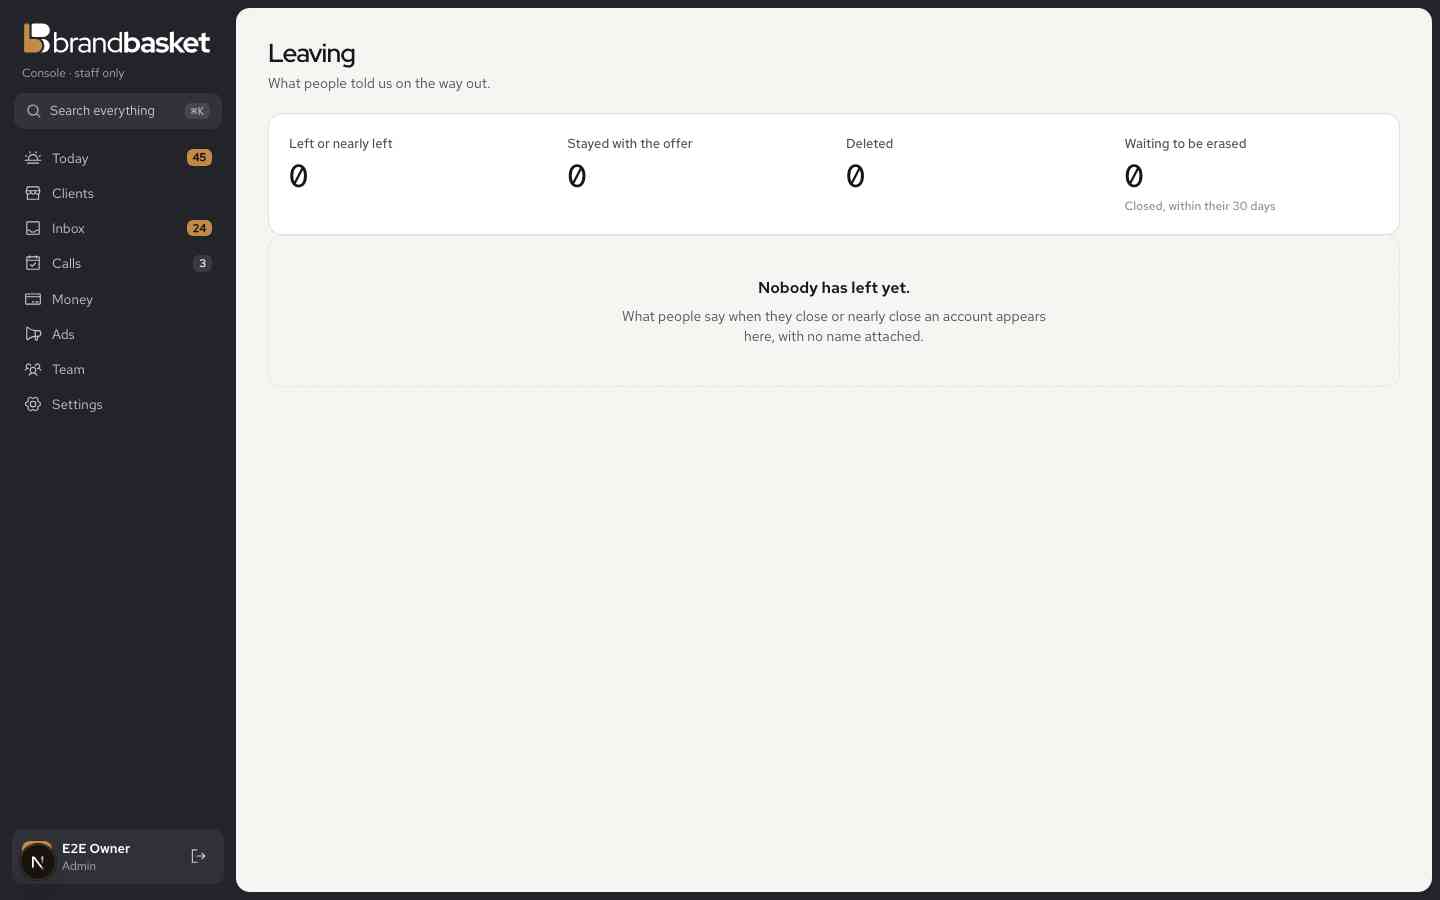 brandbasket
Console · staff only
Search everything ⌘K
Today 45
Clients
Inbox 24
Calls 3
Money
Ads
Team
Settings
N
E2E Owner
Admin
Leaving
What people told us on the way out.
Left or nearly left
0
Stayed with the offer
0
Deleted
0
Waiting to be erased
0
Closed, within their 30 days
Nobody has left yet.
What people say when they close or nearly close an account appears
here, with no name attached.